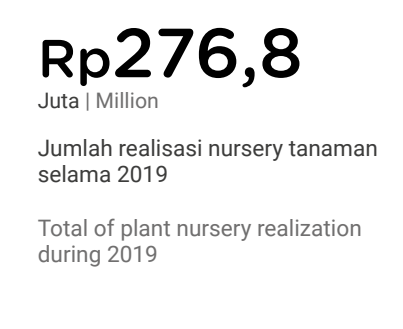 Rp276,8
Juta | Million
Jumlah realisasi nursery tanaman
selama 2019
Total of plant nursery realization
during 2019